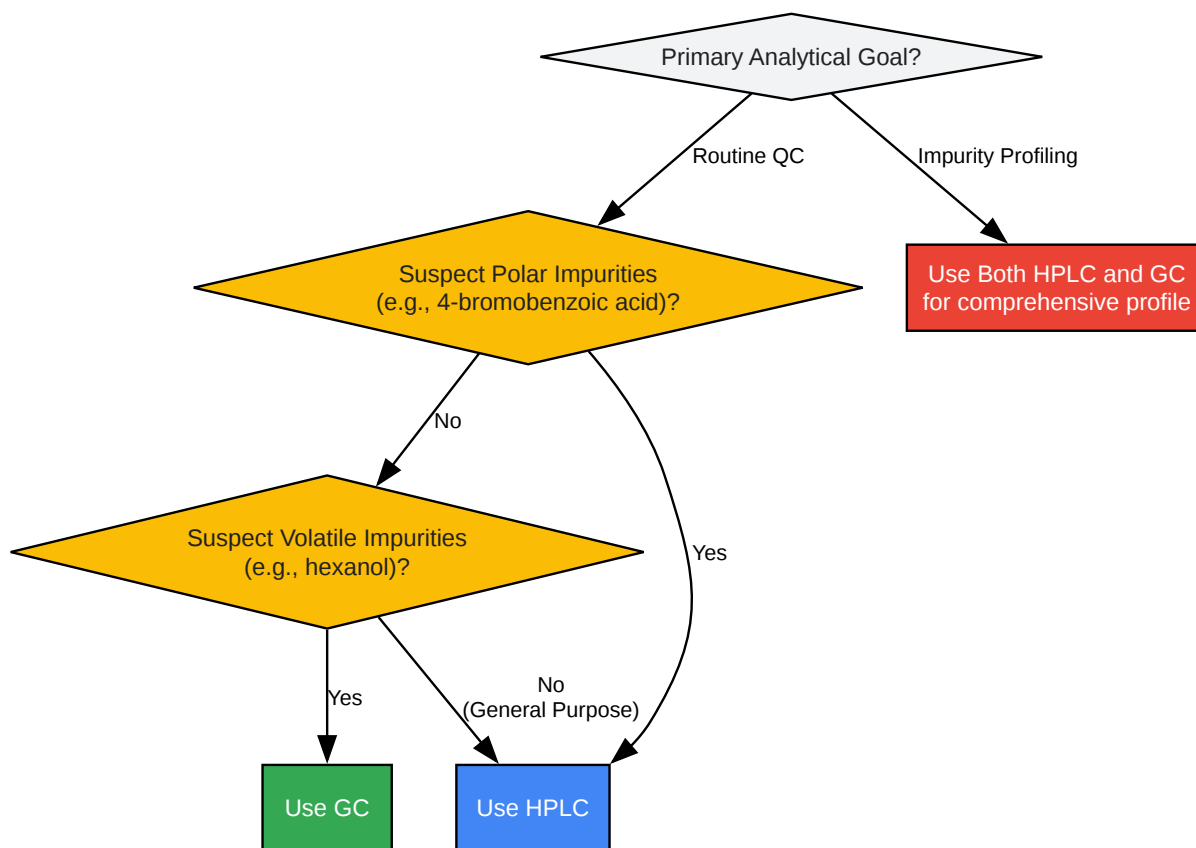 Primary Analytical Goal?
Routine QC
Impurity Profiling
Suspect Polar Impurities
(e.g., 4-bromobenzoic acid)?
Use Both HPLC and GC
for comprehensive profile
No
Suspect Volatile Impurities
(e.g., hexanol)?
Yes
Yes
No
(General Purpose)
Use GC
Use HPLC